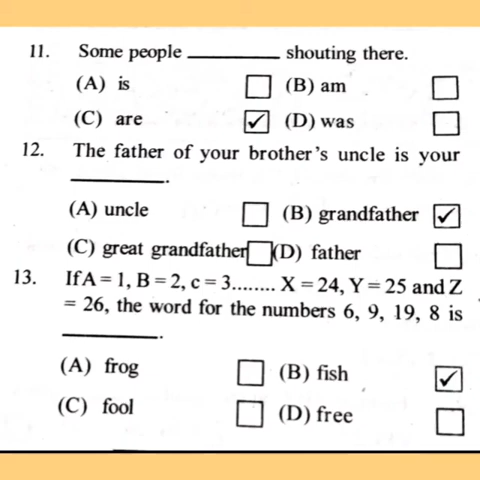 11. Some people ________ shouting there.
(A) is (B) am
(C) are ✓ (D) was
12. The father of your brother's uncle is your
________.
(A) uncle (B) grandfather ✓
(C) great grandfather (D) father
13. If A = 1, B = 2, c = 3........ X = 24, Y = 25 and Z
= 26, the word for the numbers 6, 9, 19, 8 is
________.
(A) frog (B) fish ✓
(C) fool (D) free